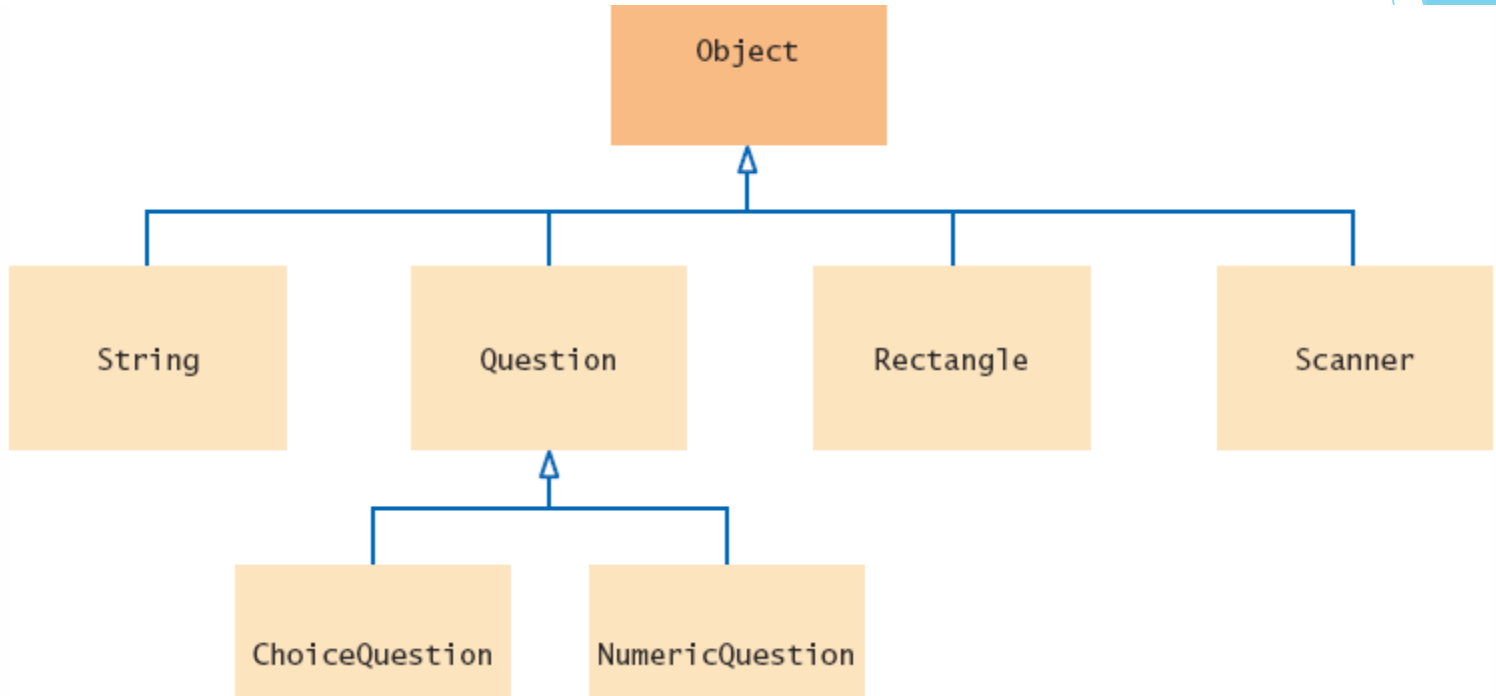 Object
String
Question
Rectangle
Scanner
ChoiceQuestion
NumericQuestion